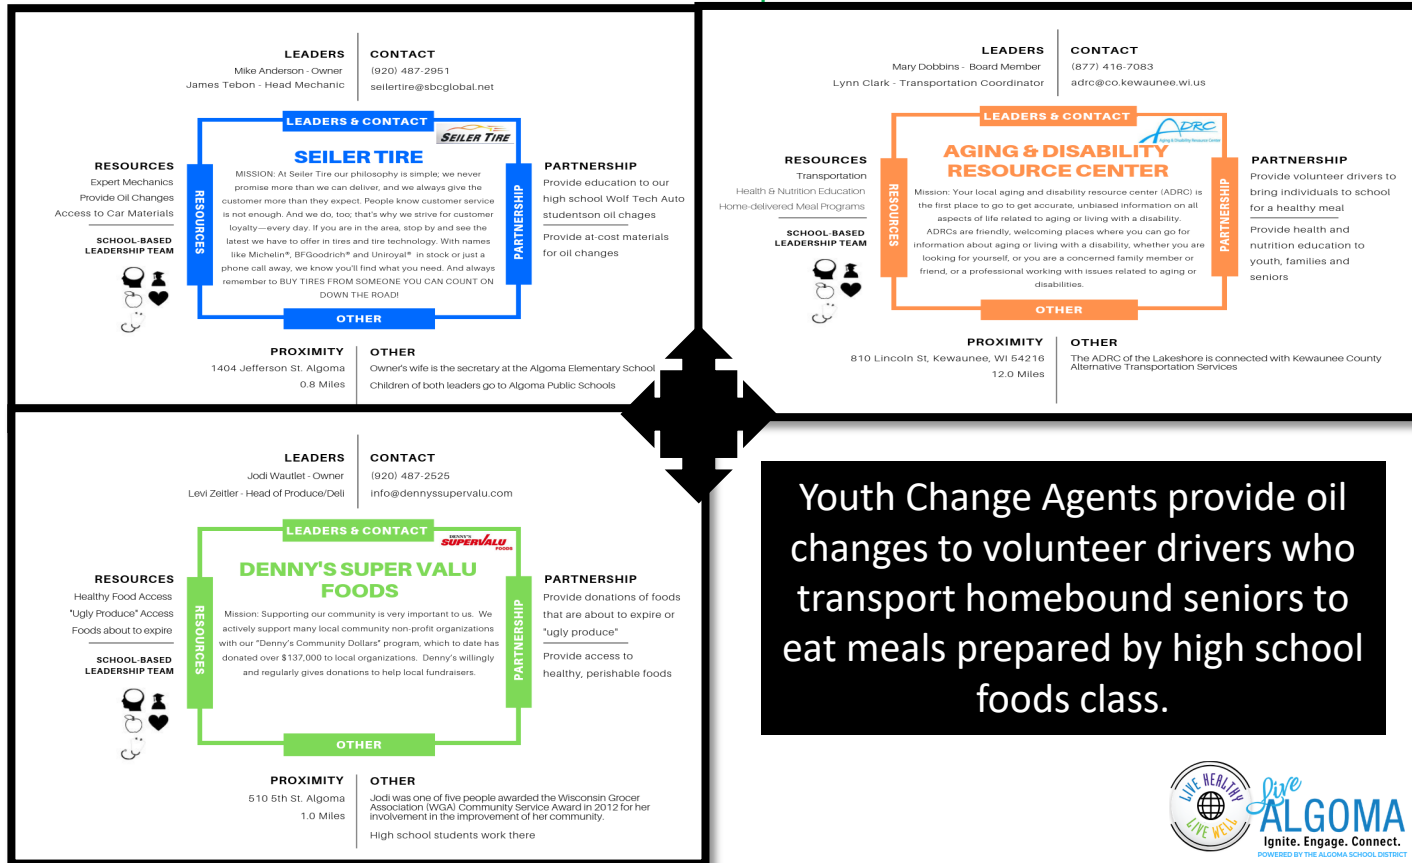 LEADERS
Mike Anderson - Owner
James Tebon - Head Mechanic
CONTACT
(920) 487-2951
seilertire@sbcglobal.net
LEADERS & CONTACT
SEILER TIRE
RESOURCES
Expert Mechanics
Provide Oil Changes
Access to Car Materials
SCHOOL-BASED
LEADERSHIP TEAM
RESOURCES
SEILER TIRE
MISSION: At Seiler Tire our philosophy is simple; we never
promise more than we can deliver, and we always give the
customer more than they expect. People know customer service
is not enough. And we do, too; that's why we strive for customer
loyalty—every day. If you are in the area, stop by and see the
latest we have to offer in tires and tire technology. With names
like Michelin®, BFGoodrich® and Uniroyal® in stock or just a
phone call away, we know you'll find what you need. And always
remember to BUY TIRES FROM SOMEONE YOU CAN COUNT ON
DOWN THE ROAD!
PARTNERSHIP
PARTNERSHIP
Provide education to our
high school Wolf Tech Auto
studentson oil chages
Provide at-cost materials
for oil changes
OTHER
PROXIMITY
1404 Jefferson St. Algoma
0.8 Miles
OTHER
Owner's wife is the secretary at the Algoma Elementary School
Children of both leaders go to Algoma Public Schools
LEADERS
Mary Dobbins - Board Member
Lynn Clark - Transportation Coordinator
CONTACT
(877) 416-7083
adrc@co.kewaunee.wi.us
LEADERS & CONTACT
ADRC
Aging & Disability Resource Center
RESOURCES
Transportation
Health & Nutrition Education
Home-delivered Meal Programs
SCHOOL-BASED
LEADERSHIP TEAM
RESOURCES
AGING & DISABILITY
RESOURCE CENTER
Mission: Your local aging and disability resource center (ADRC) is
the first place to go to get accurate, unbiased information on all
aspects of life related to aging or living with a disability.
ADRCs are friendly, welcoming places where you can go for
information about aging or living with a disability, whether you are
looking for yourself, or you are a concerned family member or
friend, or a professional working with issues related to aging or
disabilities.
PARTNERSHIP
PARTNERSHIP
Provide volunteer drivers to
bring individuals to school
for a healthy meal
Provide health and
nutrition education to
youth, families and
seniors
OTHER
PROXIMITY
810 Lincoln St, Kewaunee, WI 54216
12.0 Miles
OTHER
The ADRC of the Lakeshore is connected with Kewaunee County
Alternative Transportation Services
LEADERS
Jodi Wautlet - Owner
Levi Zeitler - Head of Produce/Deli
CONTACT
(920) 487-2525
info@dennyssupervalu.com
LEADERS & CONTACT
DENNY'S
SUPERVALU
FOODS
RESOURCES
Healthy Food Access
"Ugly Produce" Access
Foods about to expire
SCHOOL-BASED
LEADERSHIP TEAM
RESOURCES
DENNY'S SUPER VALU
FOODS
Mission: Supporting our community is very important to us. We
actively support many local community non-profit organizations
with our "Denny's Community Dollars" program, which to date has
donated over $137,000 to local organizations. Denny's willingly
and regularly gives donations to help local fundraisers.
PARTNERSHIP
PARTNERSHIP
Provide donations of foods
that are about to expire or
"ugly produce"
Provide access to
healthy, perishable foods
OTHER
PROXIMITY
510 5th St. Algoma
1.0 Miles
OTHER
Jodi was one of five people awarded the Wisconsin Grocer
Association (WGA) Community Service Award in 2012 for her
involvement in the improvement of her community.
High school students work there
Youth Change Agents provide oil
changes to volunteer drivers who
transport homebound seniors to
eat meals prepared by high school
foods class.
LIVE HEALTHY
LIVE WELL
Live
ALGOMA
Ignite. Engage. Connect.
POWERED BY THE ALGOMA SCHOOL DISTRICT